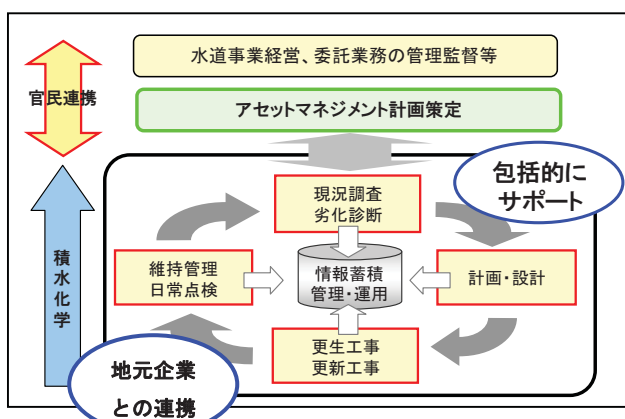 水道事業経営、委託業務の管理監督等
官民連携
アセットマネジメント計画策定
包括的に
サポート
現況調査
劣化診断
積水化学
維持管理
日常点検
情報蓄積
管理・運用
計画・設計
更生工事
更新工事
地元企業
との連携